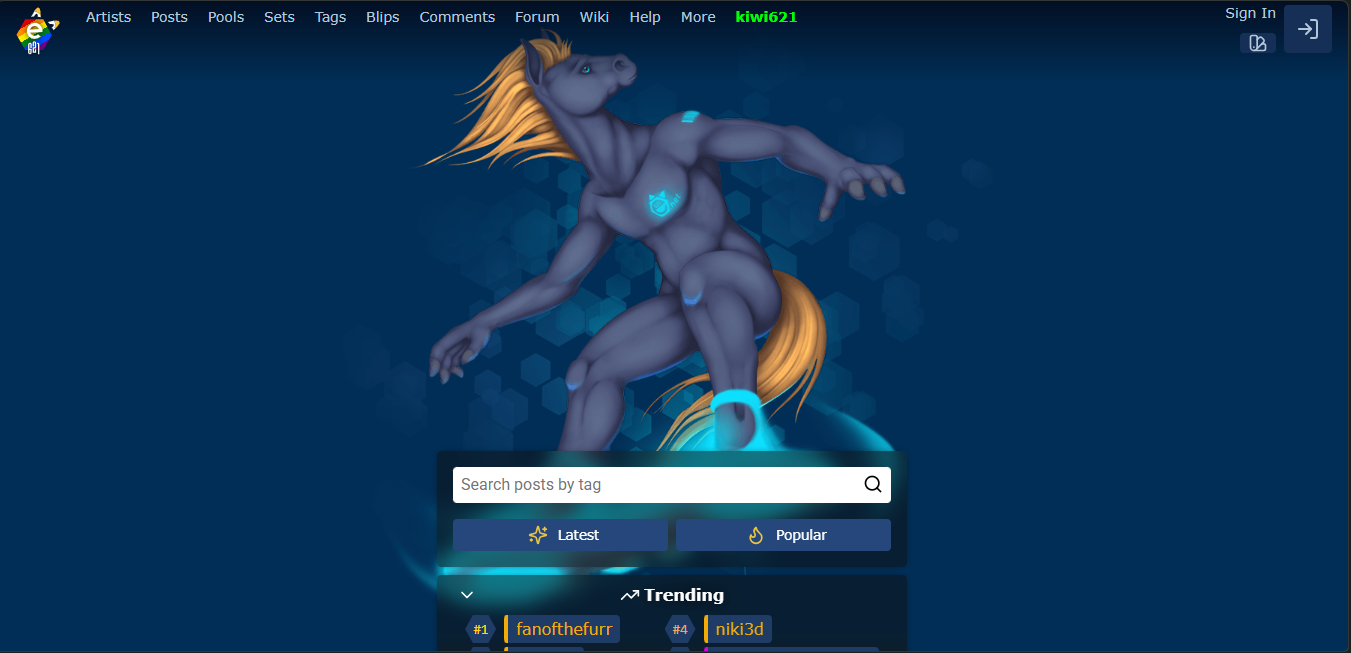 e
621
Artists Posts Pools Sets Tags Blips Comments Forum Wiki Help More kiwi621
Sign In
Search posts by tag
Latest
Popular
Trending
#1 fanofthefurr
#4 niki3d